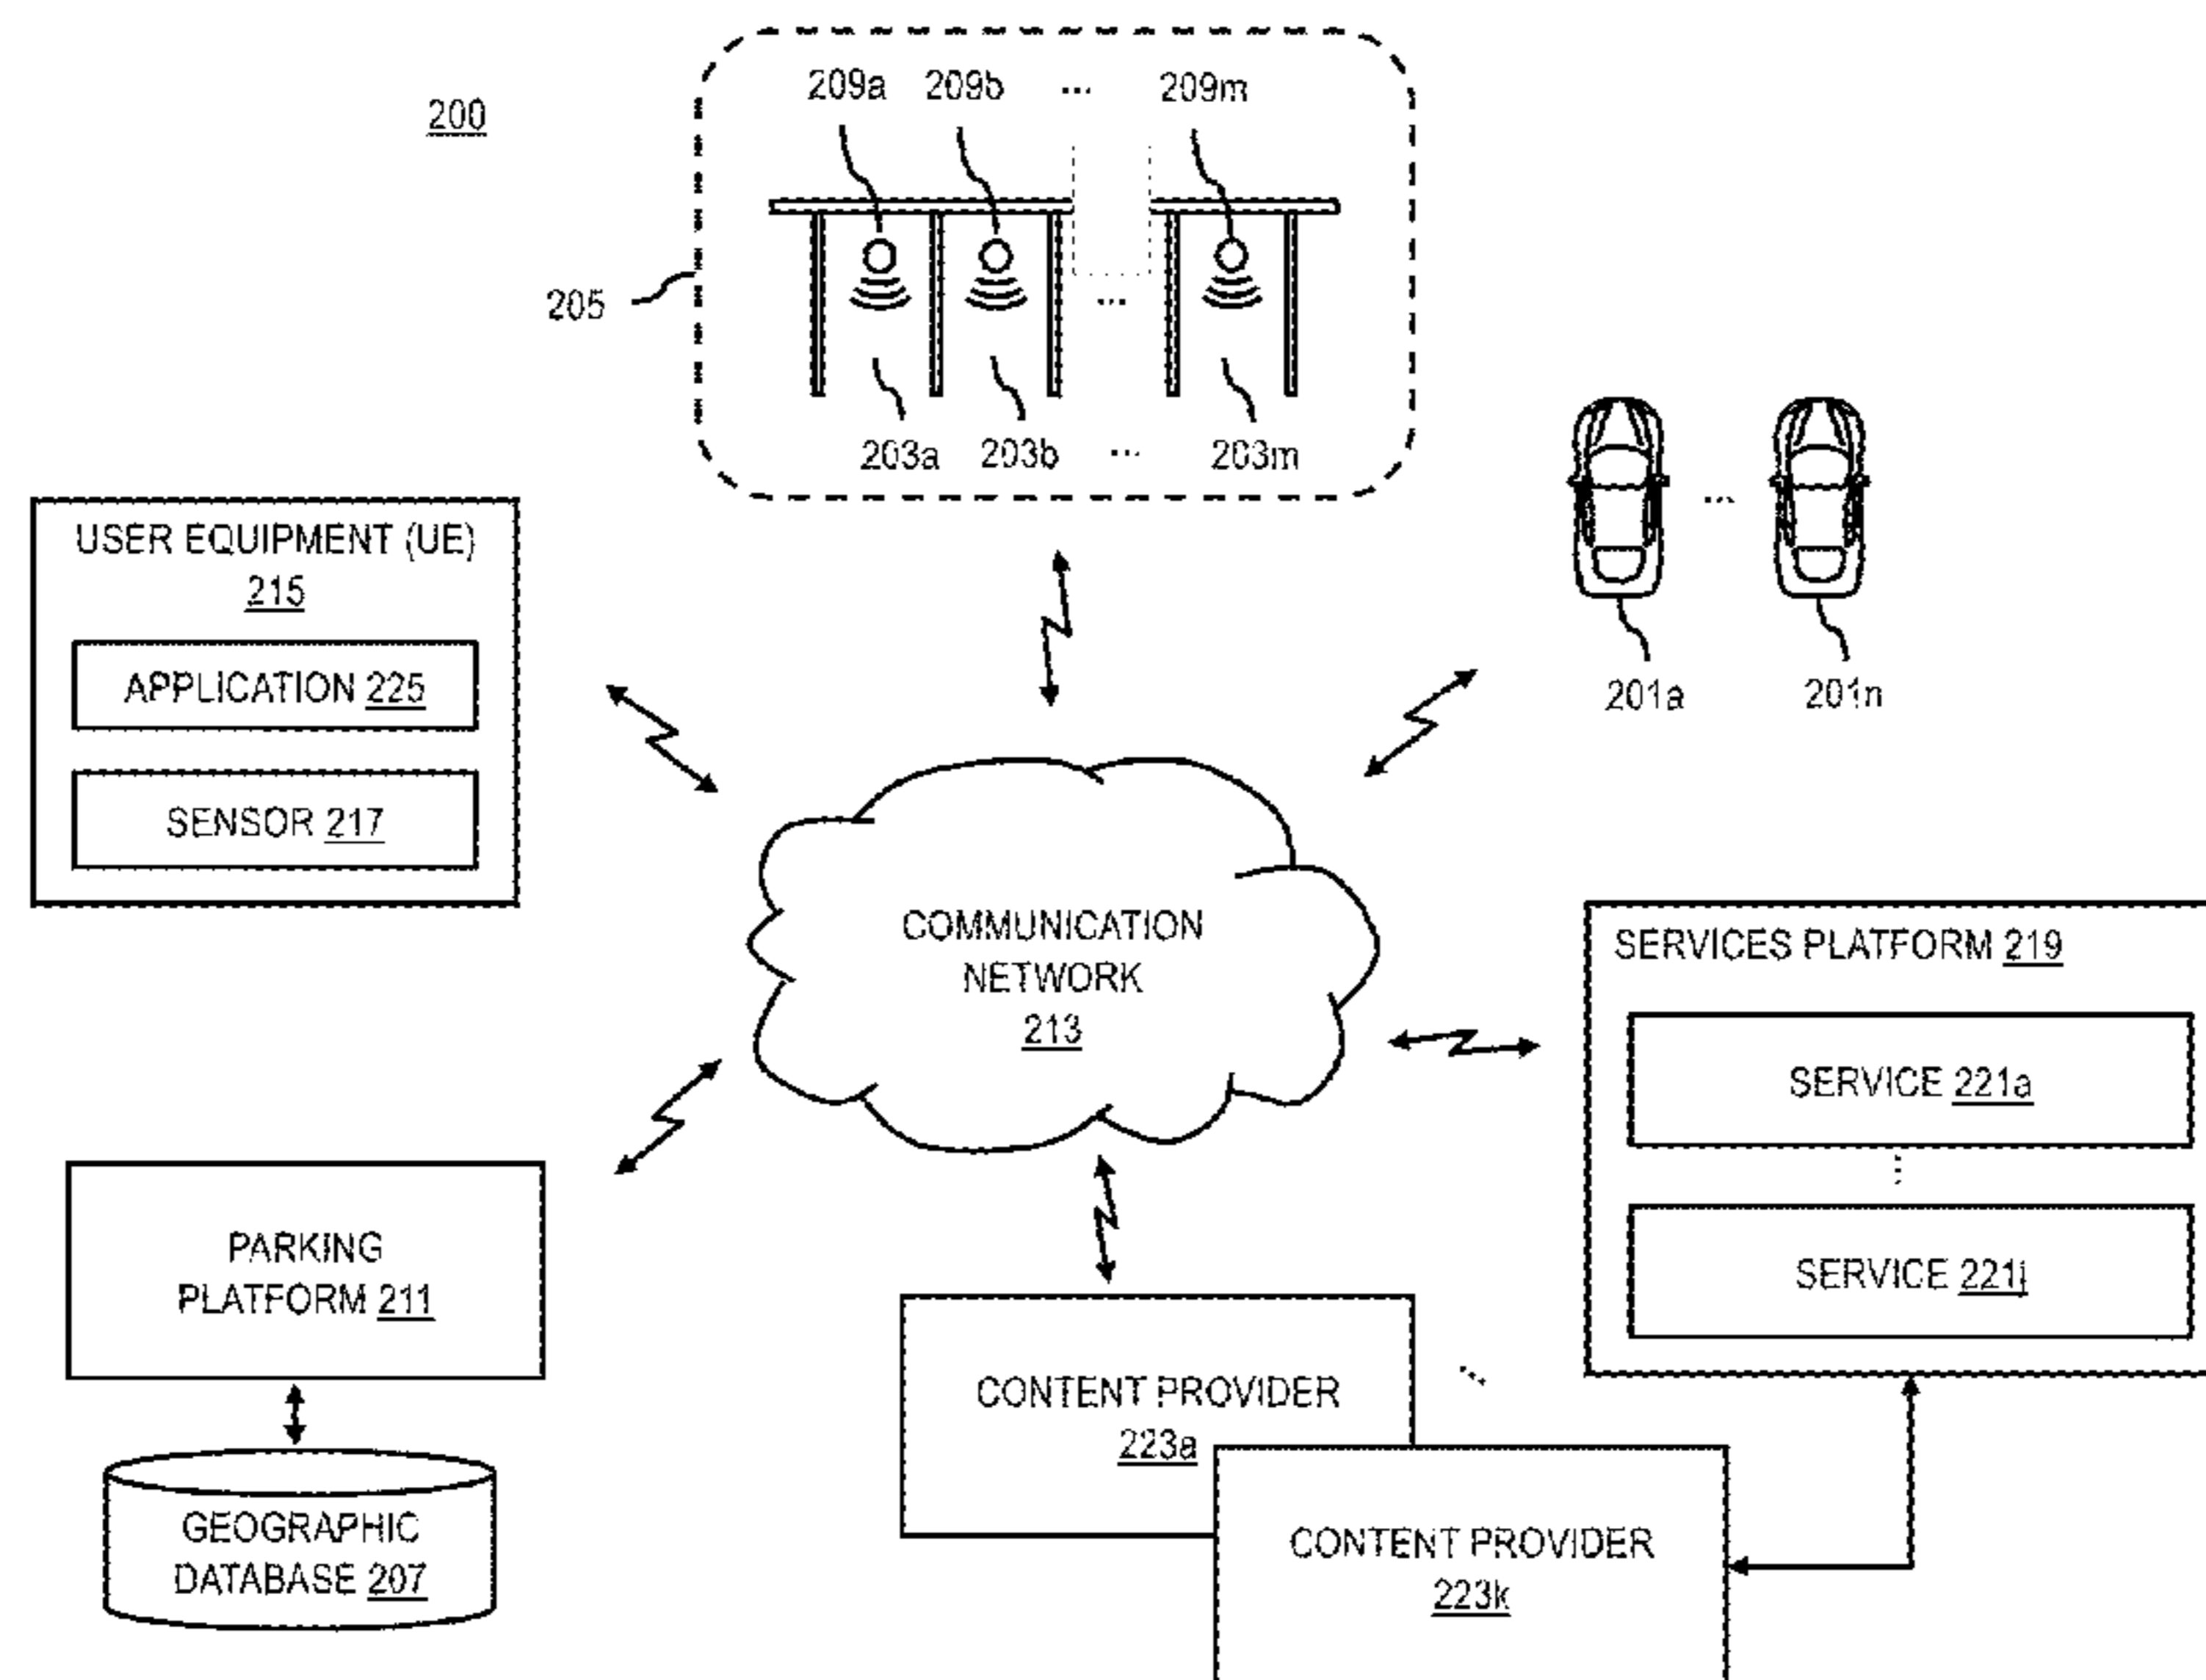 200
209a 209b ... 209m
205
203a 203b ... 203m
201a ... 201n
USER EQUIPMENT (UE)
215
APPLICATION 225
SENSOR 217
COMMUNICATION
NETWORK
213
SERVICES PLATFORM 219
SERVICE 221a
SERVICE 221j
PARKING
PLATFORM 211
GEOGRAPHIC
DATABASE 207
CONTENT PROVIDER
223a
CONTENT PROVIDER
223k